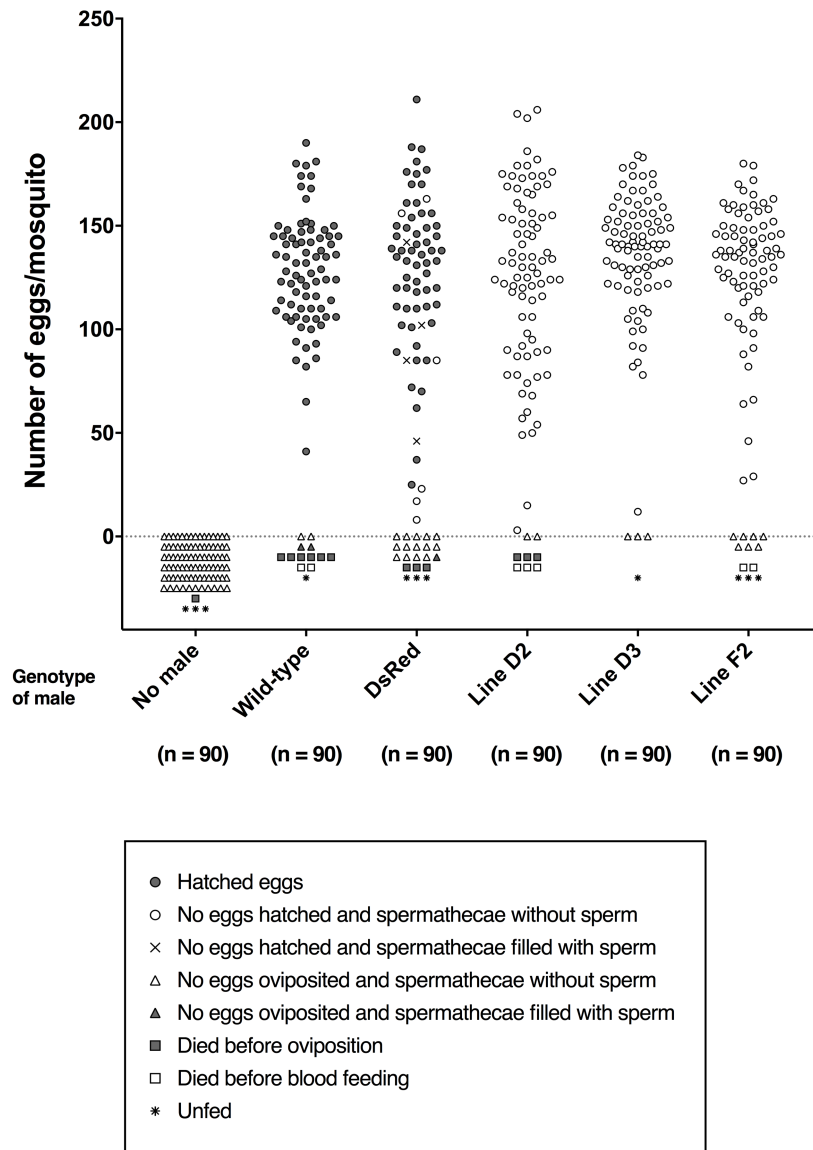 250
200
150
100
50
0
Number of eggs/mosquito
Genotype
of male
No male
Wild-type
DsRed
Line D2
Line D3
Line F2
(n = 90)
(n = 90)
(n = 90)
(n = 90)
(n = 90)
(n = 90)
Hatched eggs
No eggs hatched and spermathecae without sperm
No eggs hatched and spermathecae filled with sperm
No eggs oviposited and spermathecae without sperm
No eggs oviposited and spermathecae filled with sperm
Died before oviposition
Died before blood feeding
Unfed